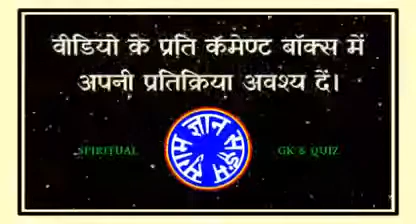 वीडियो के प्रति कॅमेण्ट बॉक्स में
अपनी प्रतिक्रिया अवश्य दें।
ज्ञान
SPIRITUAL
GK & QUIZ